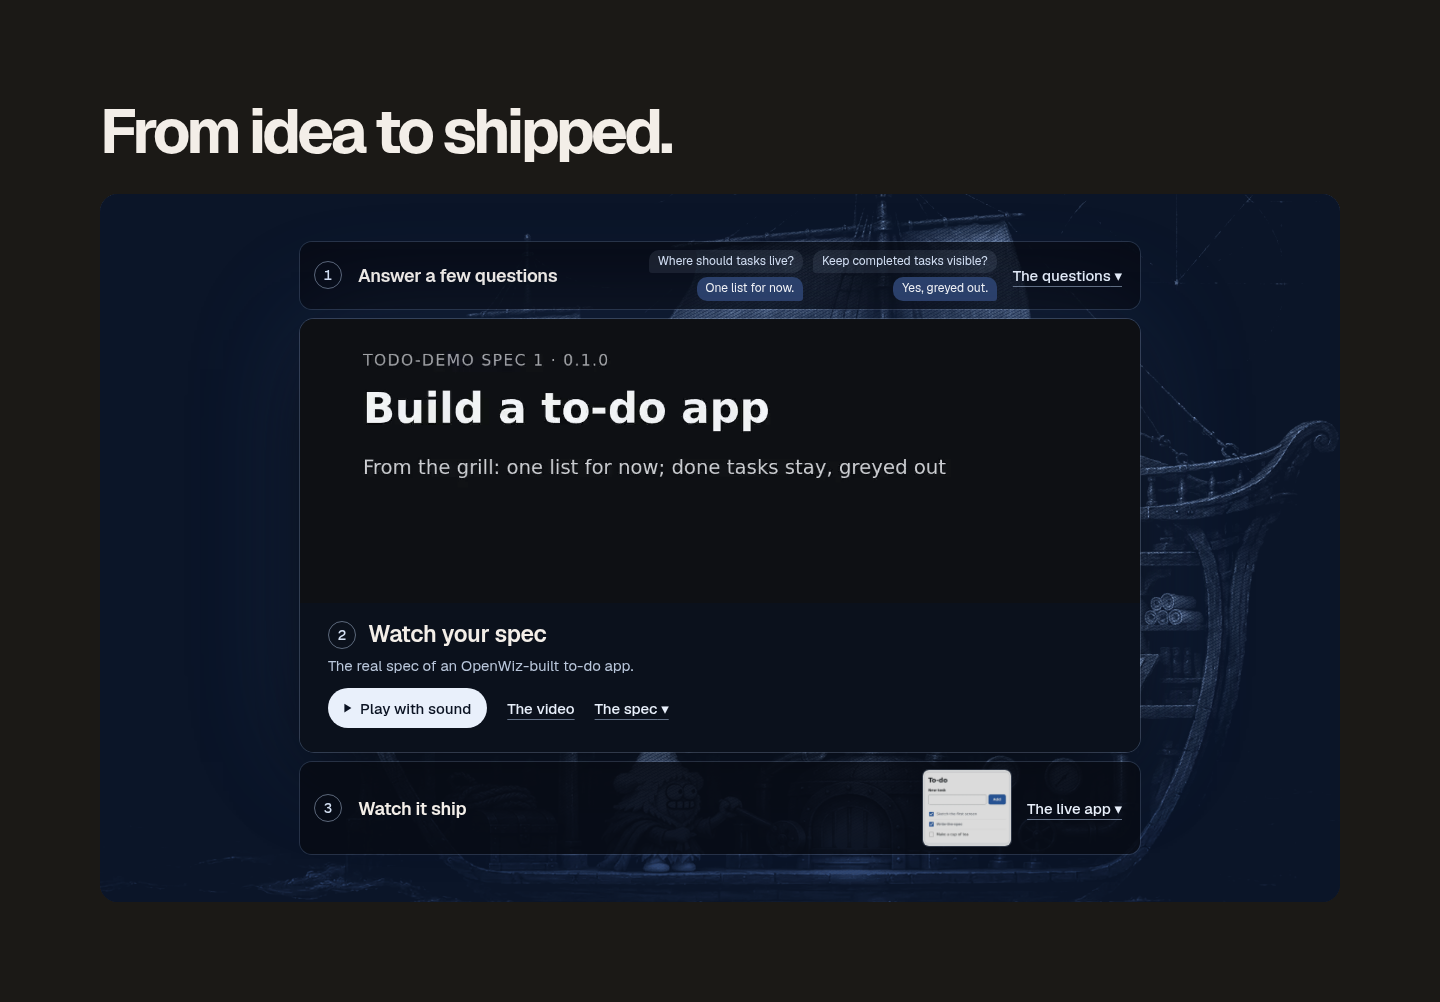 From idea to shipped.
1
Answer a few questions
Where should tasks live?
One list for now.
Keep completed tasks visible?
Yes, greyed out.
The questions ▾
TODO-DEMO SPEC 1 · 0.1.0
Build a to-do app
From the grill: one list for now; done tasks stay, greyed out
2
Watch your spec
The real spec of an OpenWiz-built to-do app.
Play with sound
The video
The spec ▾
3
Watch it ship
To-do
New task
The live app ▾